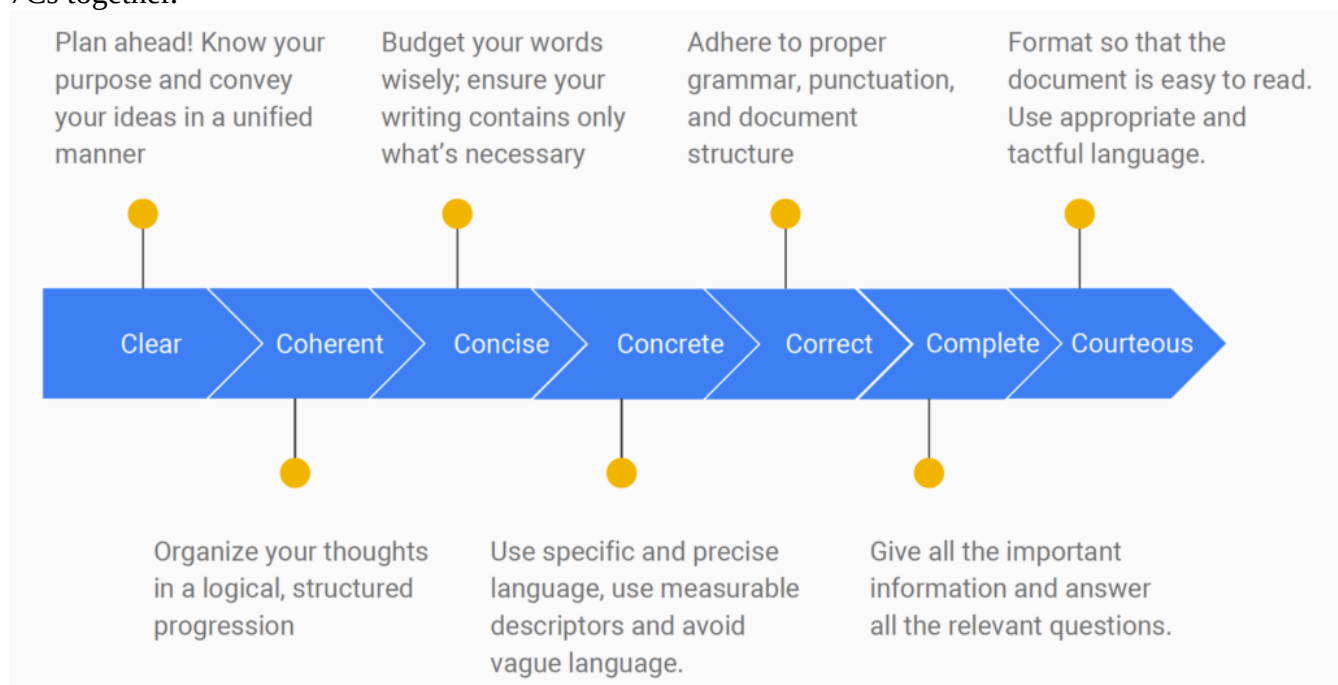 7Cs together.
Plan ahead! Know your
purpose and convey
your ideas in a unified
manner
Budget your words
wisely; ensure your
writing contains only
what's necessary
Adhere to proper
grammar, punctuation,
and document
structure
Format so that the
document is easy to read.
Use appropriate and
tactful language.
Clear
Coherent
Concise
Concrete
Correct
Complete
Courteous
Organize your thoughts
in a logical, structured
progression
Use specific and precise
language, use measurable
descriptors and avoid
vague language.
Give all the important
information and answer
all the relevant questions.